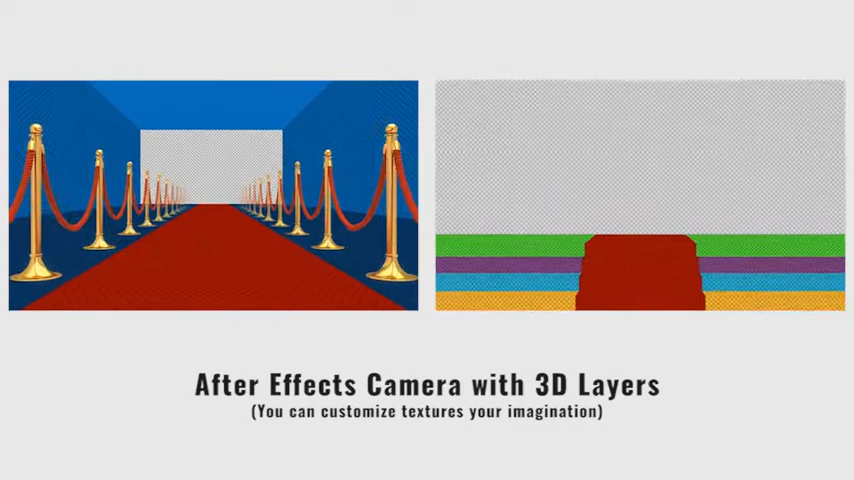 After Effects Camera with 3D Layers
(You can customize textures your imagination)